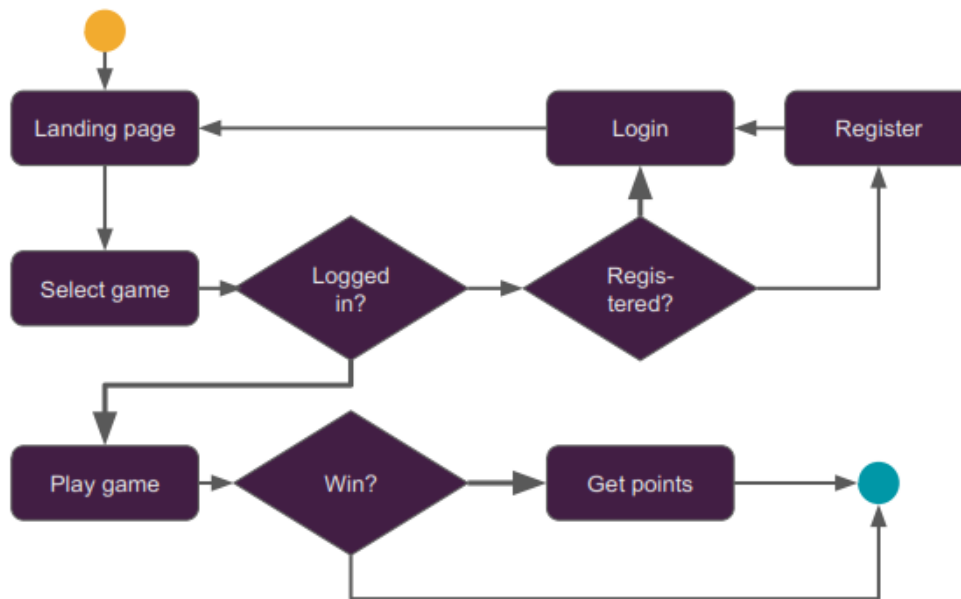 Landing page
Login
Register
Select game
Logged
in?
Regis-
tered?
Play game
Win?
Get points